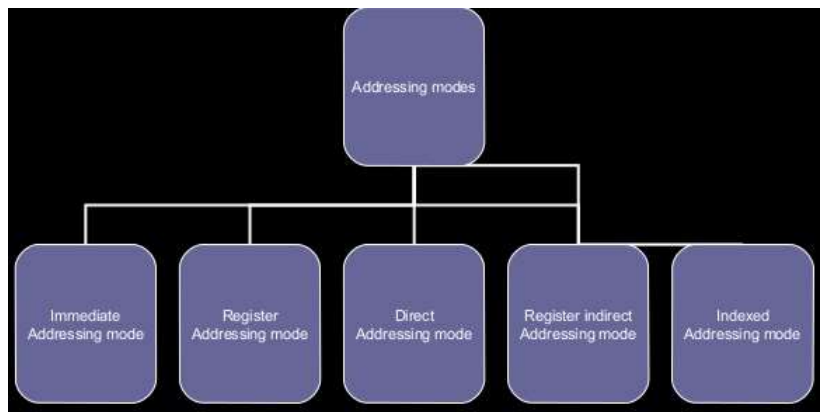 Addressing modes
Immediate
Addressing mode
Register
Addressing mode
Direct
Addressing mode
Register indirect
Addressing mode
Indexed
Addressing mode